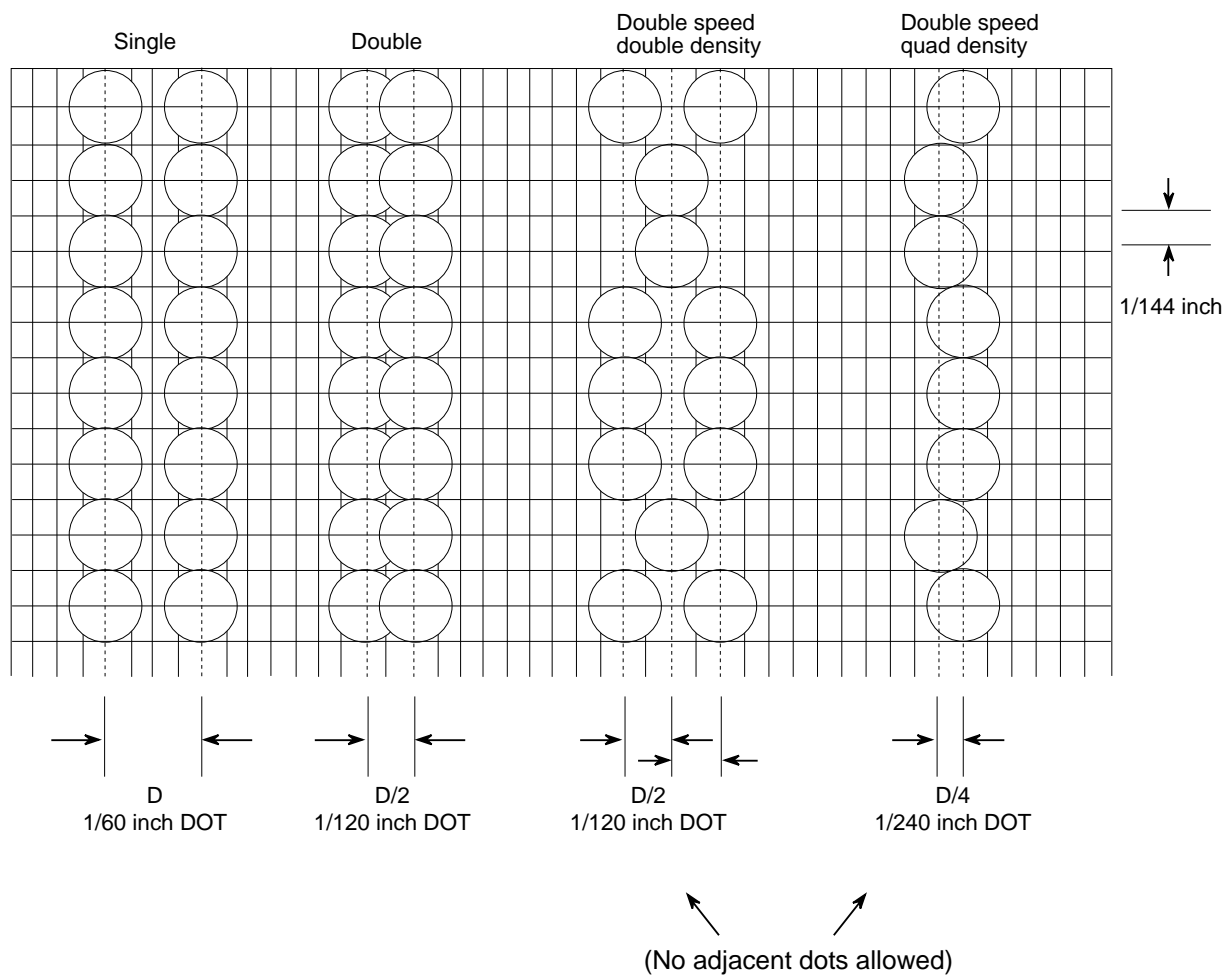 Single
Double
Double speed
double density
Double speed
quad density
1/144 inch
D
1/60 inch DOT
D/2
1/120 inch DOT
D/2
1/120 inch DOT
D/4
1/240 inch DOT
(No adjacent dots allowed)